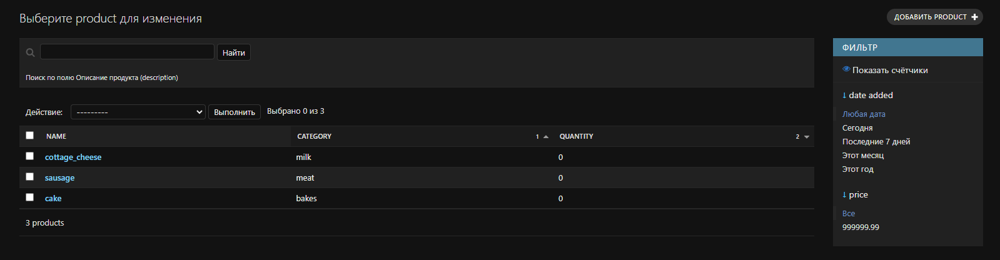 Выберите product для изменения
ДОБАВИТЬ PRODUCT
Найти
Поиск по полю Описание продукта (description)
Действие: --------- Выполнить Выбрано 0 из 3
NAME CATEGORY 1 QUANTITY 2
cottage_cheese milk 0
sausage meat 0
cake bakes 0
3 products
ФИЛЬТР
Показать счётчики
↓ date added
Любая дата
Сегодня
Последние 7 дней
Этот месяц
Этот год
↓ price
Все
999999.99